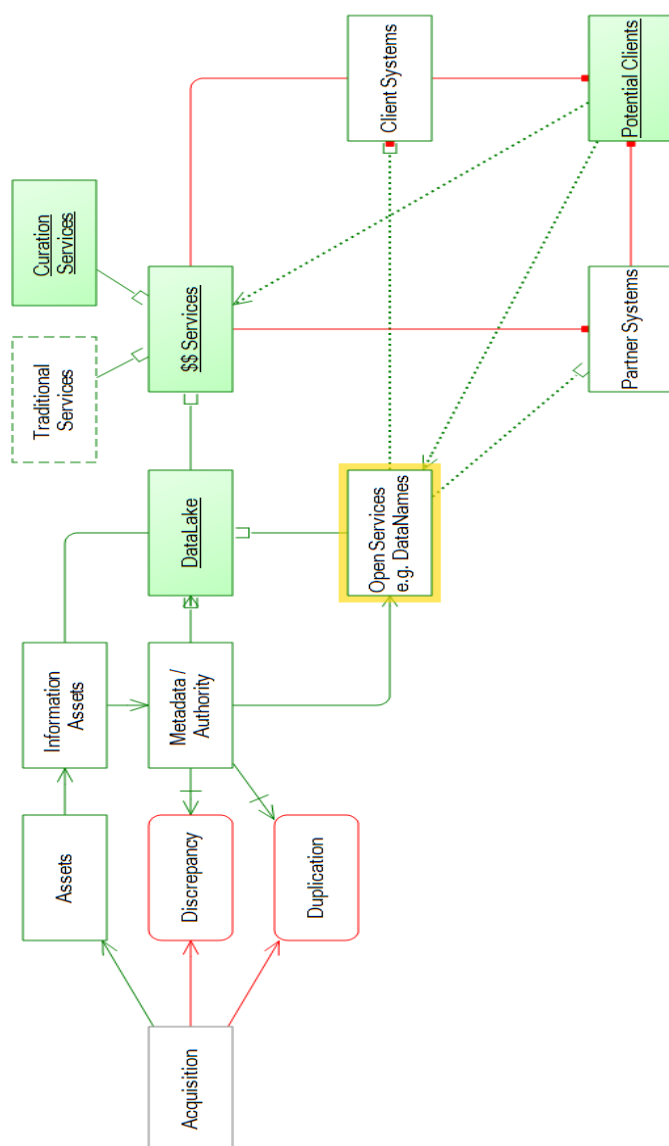 Acquisition
Assets
Discrepancy
Duplication
Information
Assets
Metadata /
Authority
DataLake
Open Services
e.g. DataNames
Traditional
Services
Curation
Services
$$ Services
Client Systems
Partner Systems
Potential Clients